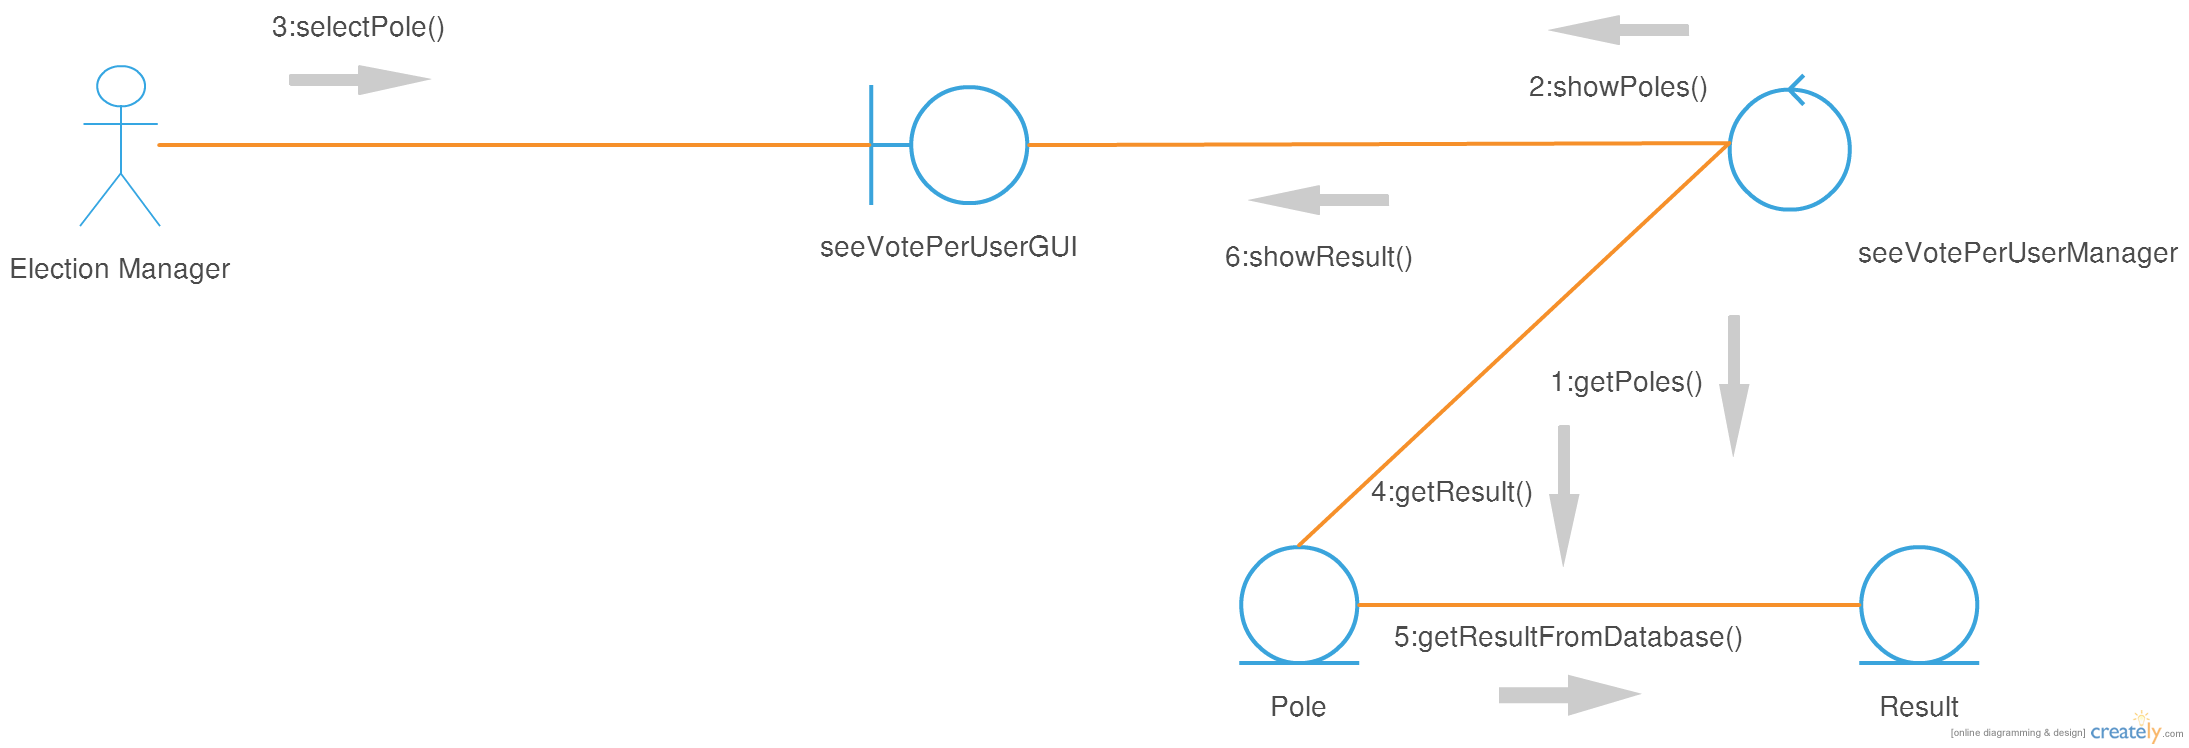 3:selectPole()
2:showPoles()
seeVotePerUserGUI
6:showResult()
seeVotePerUserManager
Election Manager
1:getPoles()
4:getResult()
5:getResultFromDatabase()
Pole
Result
[online diagramming & design] creately.com